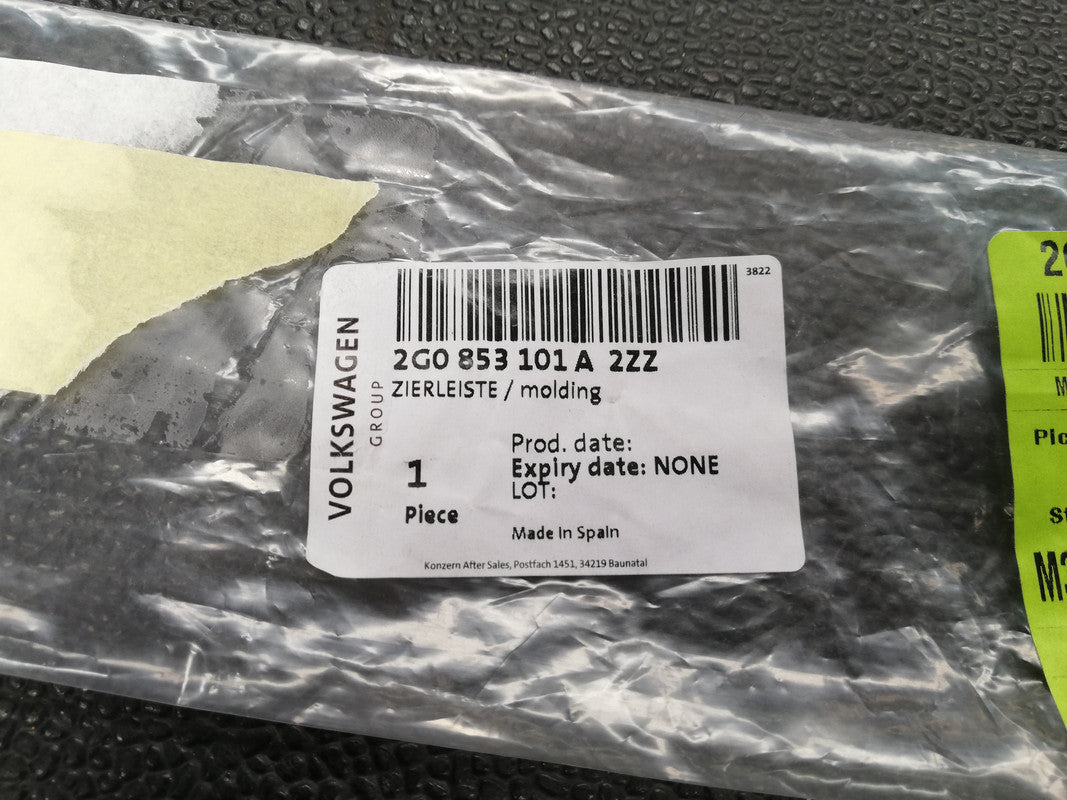 3822
2G0 853 101 A 2ZZ
ZIERLEISTE / molding
VOLKSWAGEN
GROUP
1
Piece
Prod. date:
Expiry date: NONE
LOT:
Made In Spain
Konzern After Sales, Postfach 1451, 34219 Baunatal